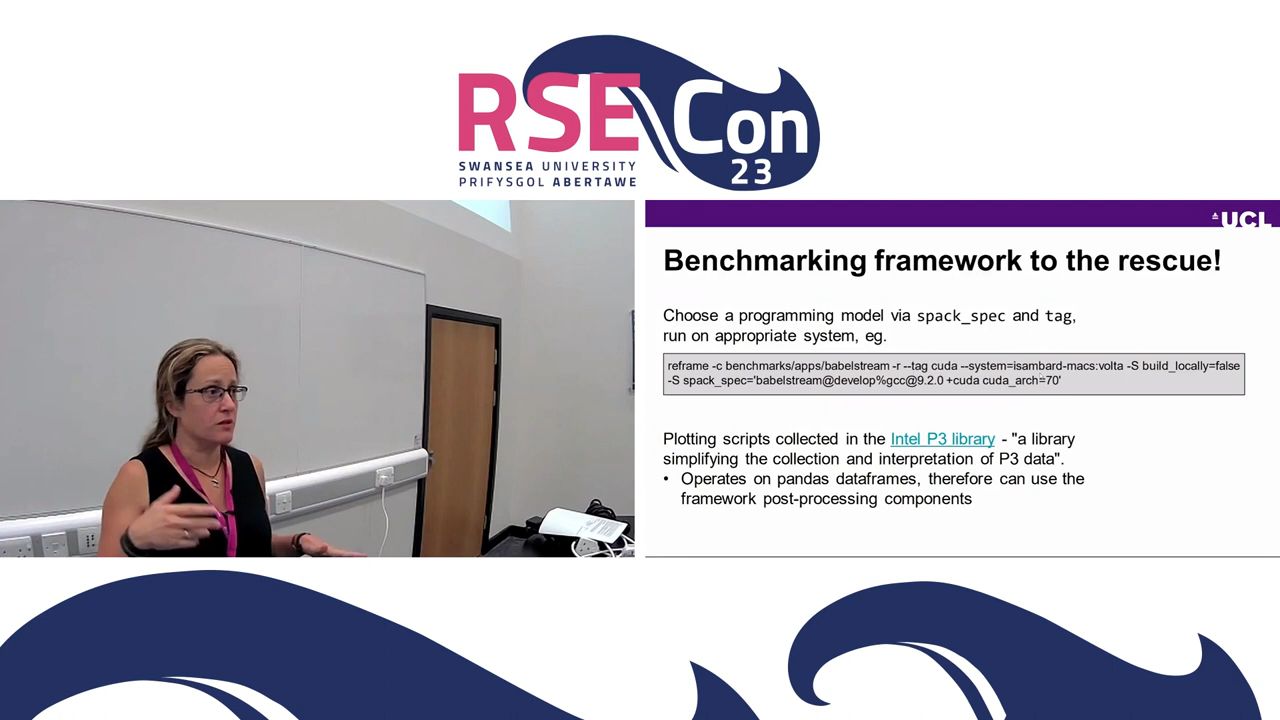 RSE Con
23
SWANSEA UNIVERSITY
PRIFYSGOL ABERTAWE
UCL
Benchmarking framework to the rescue!
Choose a programming model via spack_spec and tag,
run on appropriate system, eg.
reframe -c benchmarks/apps/babelstream -r --tag cuda --system=isambard-macs:volta -S build_locally=false
-S spack_spec='babelstream@develop%gcc@9.2.0 +cuda cuda_arch=70'
Plotting scripts collected in the Intel P3 library - "a library
simplifying the collection and interpretation of P3 data".
• Operates on pandas dataframes, therefore can use the
framework post-processing components